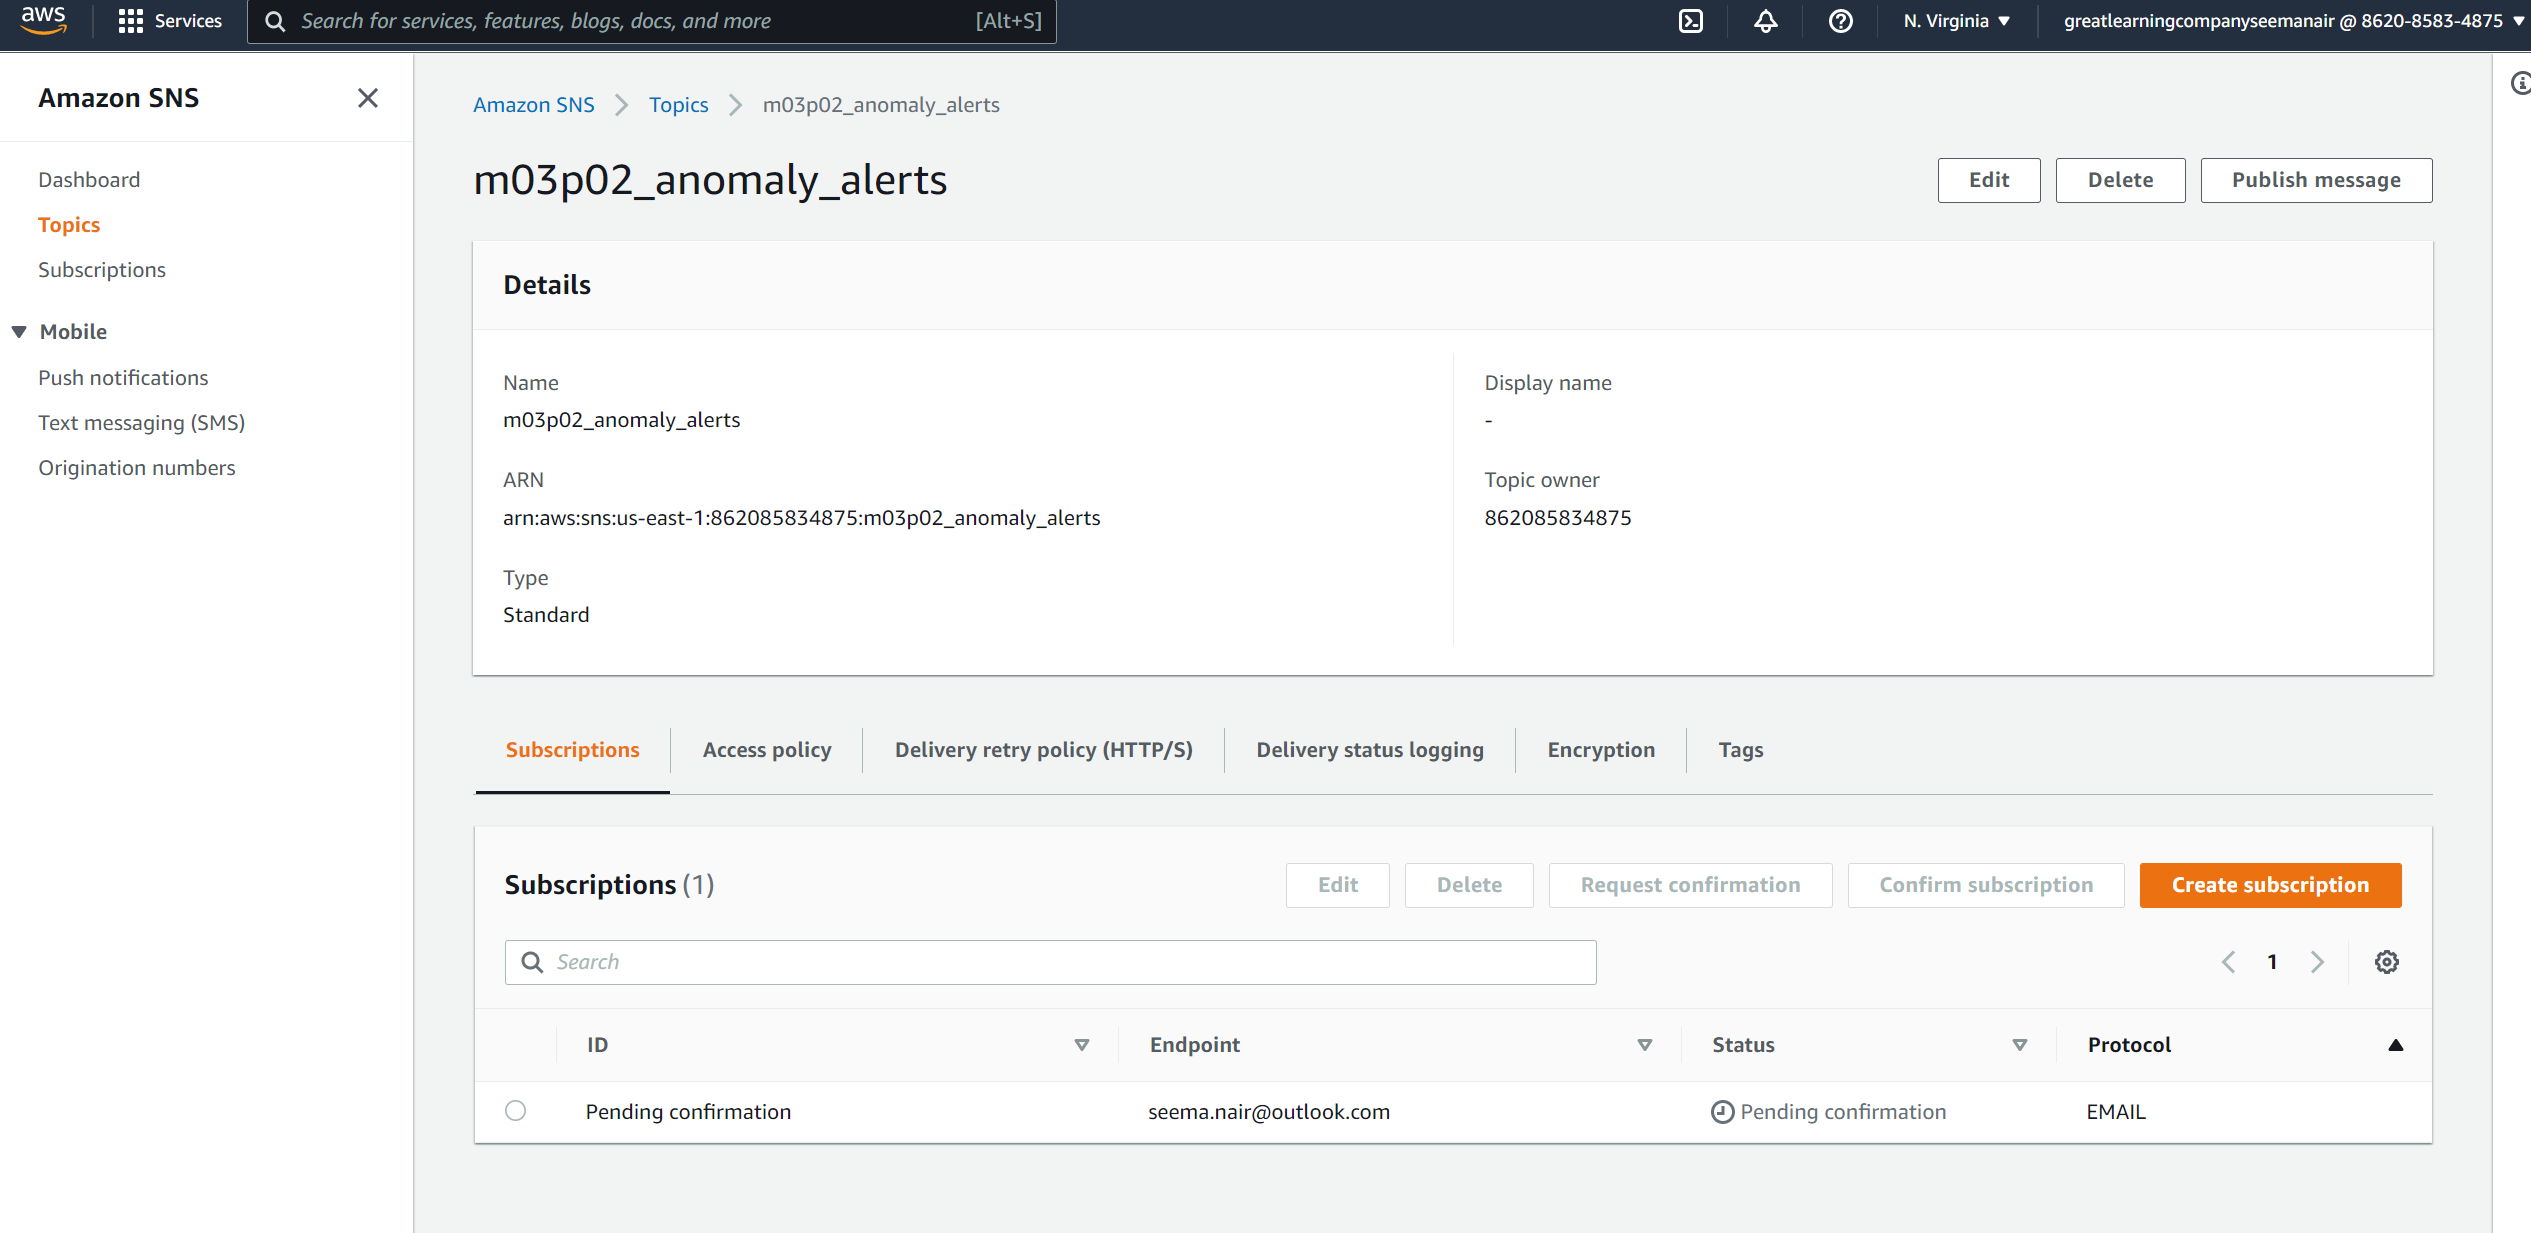 aws
Services
Search for services, features, blogs, docs, and more
[Alt+S]
N. Virginia
greatlearningcompanyseemanair @ 8620-8583-4875
Amazon SNS
Dashboard
Topics
Subscriptions
Mobile
Push notifications
Text messaging (SMS)
Origination numbers
Amazon SNS
Topics
m03p02_anomaly_alerts
m03p02_anomaly_alerts
Edit
Delete
Publish message
Details
Name
m03p02_anomaly_alerts
ARN
arn:aws:sns:us-east-1:862085834875:m03p02_anomaly_alerts
Type
Standard
Display name
-
Topic owner
862085834875
Subscriptions
Access policy
Delivery retry policy (HTTP/S)
Delivery status logging
Encryption
Tags
Subscriptions (1)
Edit
Delete
Request confirmation
Confirm subscription
Create subscription
Search
1
ID
Endpoint
Status
Protocol
Pending confirmation
seema.nair@outlook.com
Pending confirmation
EMAIL